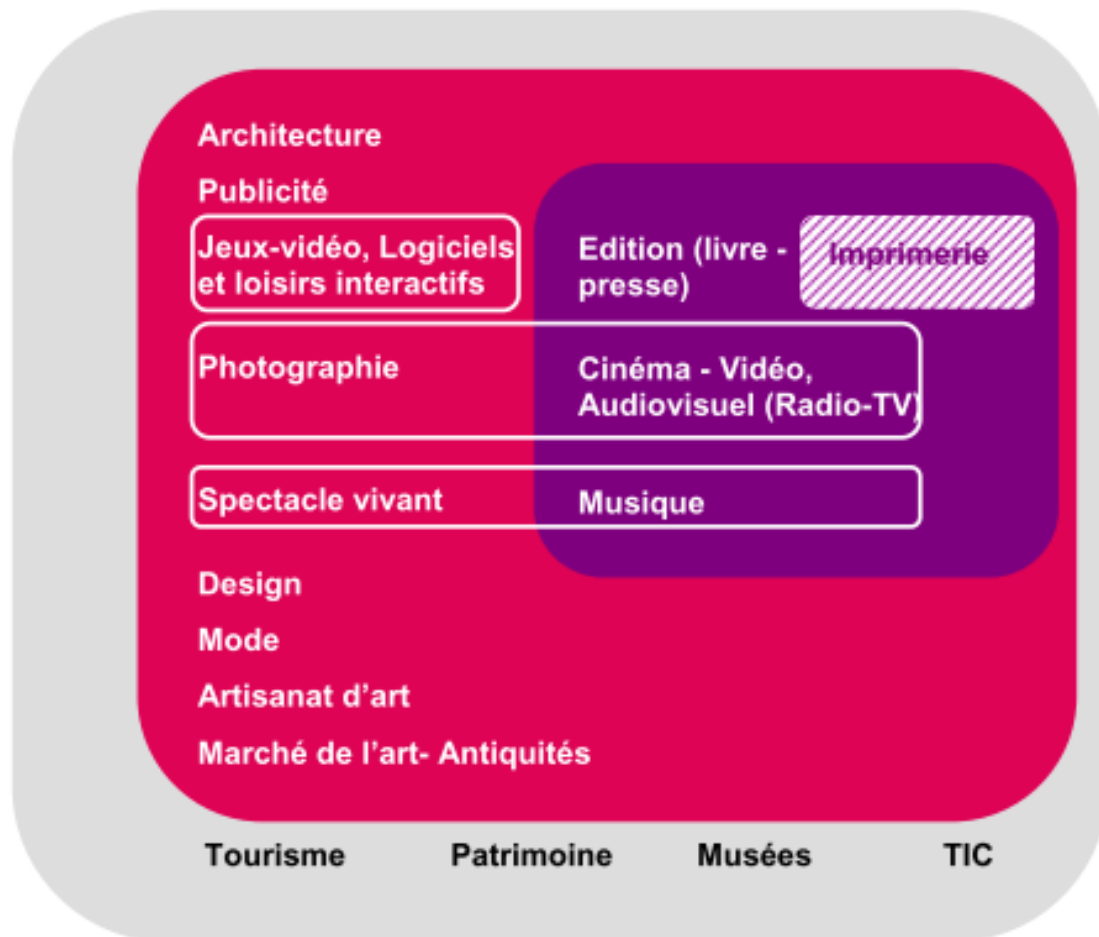 Architecture
Publicité
Jeux-vidéo, Logiciels
et loisirs interactifs
Edition (livre -
presse)
Imprimerie
Photographie
Cinéma - Vidéo,
Audiovisuel (Radio-TV)
Spectacle vivant
Musique
Design
Mode
Artisanat d'art
Marché de l'art- Antiquités
Tourisme Patrimoine Musées TIC